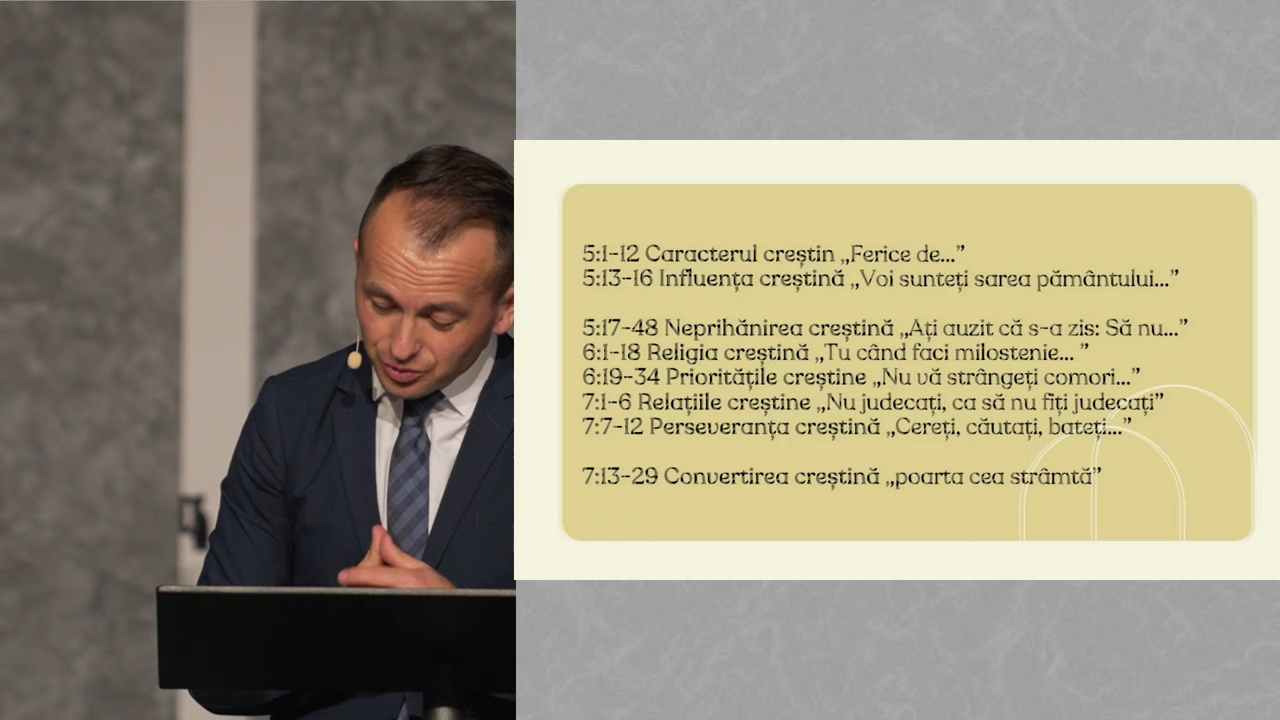 5:1-12 Caracterul creștin „Ferice de...”
5:13-16 Influența creștină „Voi sunteți sarea pământului...”
5:17-48 Neprihănirea creștină „Ați auzit că s-a zis: Să nu...”
6:1-18 Religia creștină „Tu când faci milostenie... ”
6:19-34 Prioritățile creștine „Nu vă strângeți comori...”
7:1-6 Relațiile creștine „Nu judecați, ca să nu fiți judecați”
7:7-12 Perseveranța creștină „Cereți, căutați, bateți...”
7:13-29 Convertirea creștină „poarta cea strâmtă”